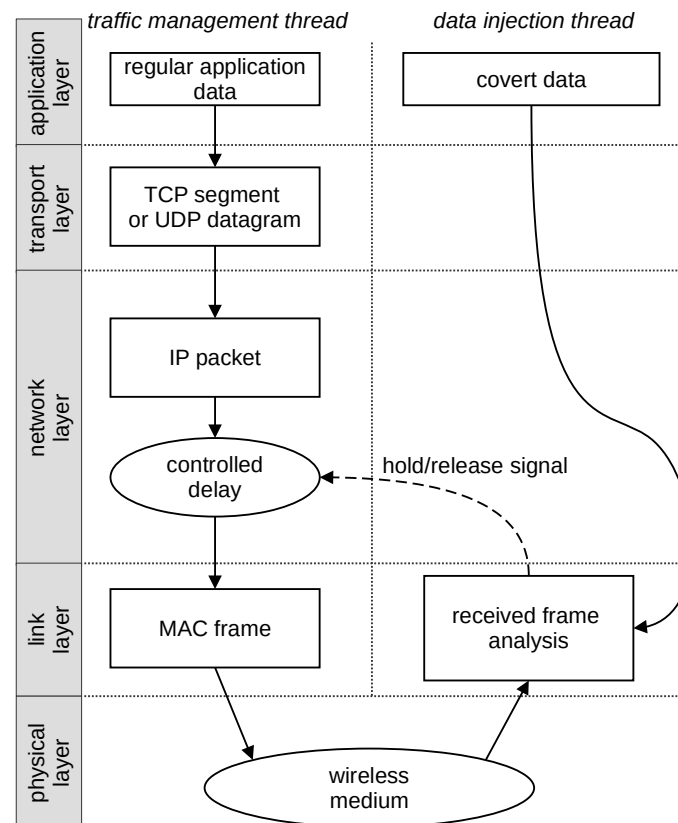 traffic management thread
data injection thread
application
layer
regular application
data
covert data
transport
layer
TCP segment
or UDP datagram
network
layer
IP packet
controlled
delay
hold/release signal
link
layer
MAC frame
received frame
analysis
physical
layer
wireless
medium